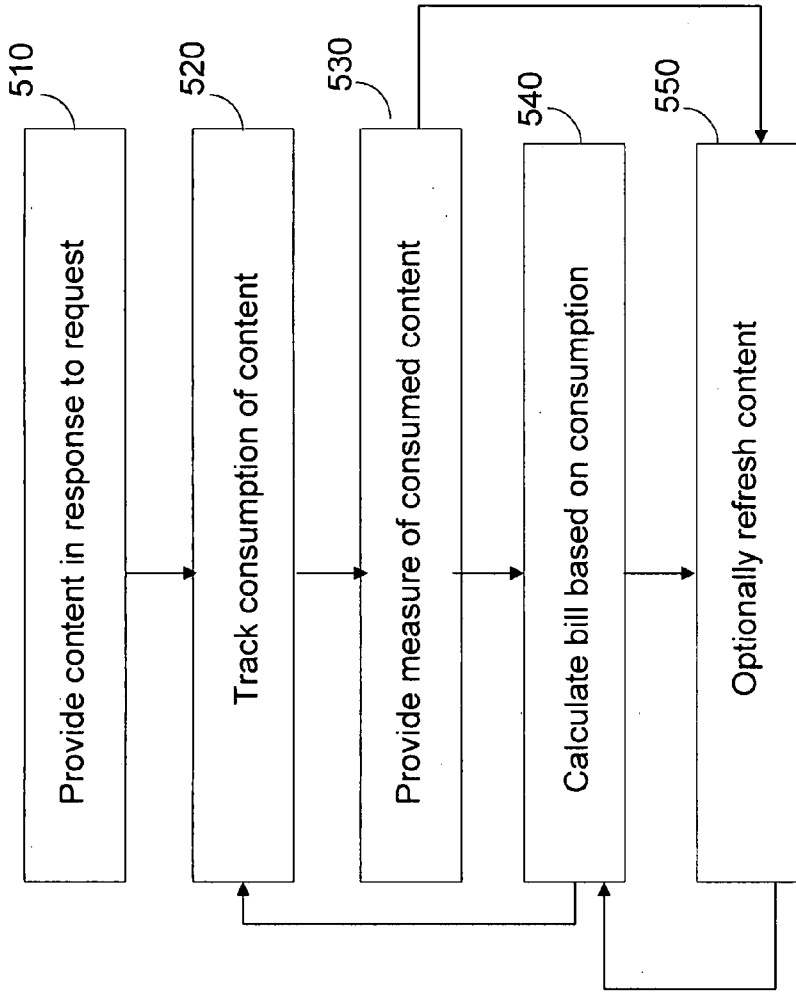 510
Provide content in response to request
520
Track consumption of content
530
Provide measure of consumed content
540
Calculate bill based on consumption
550
Optionally refresh content